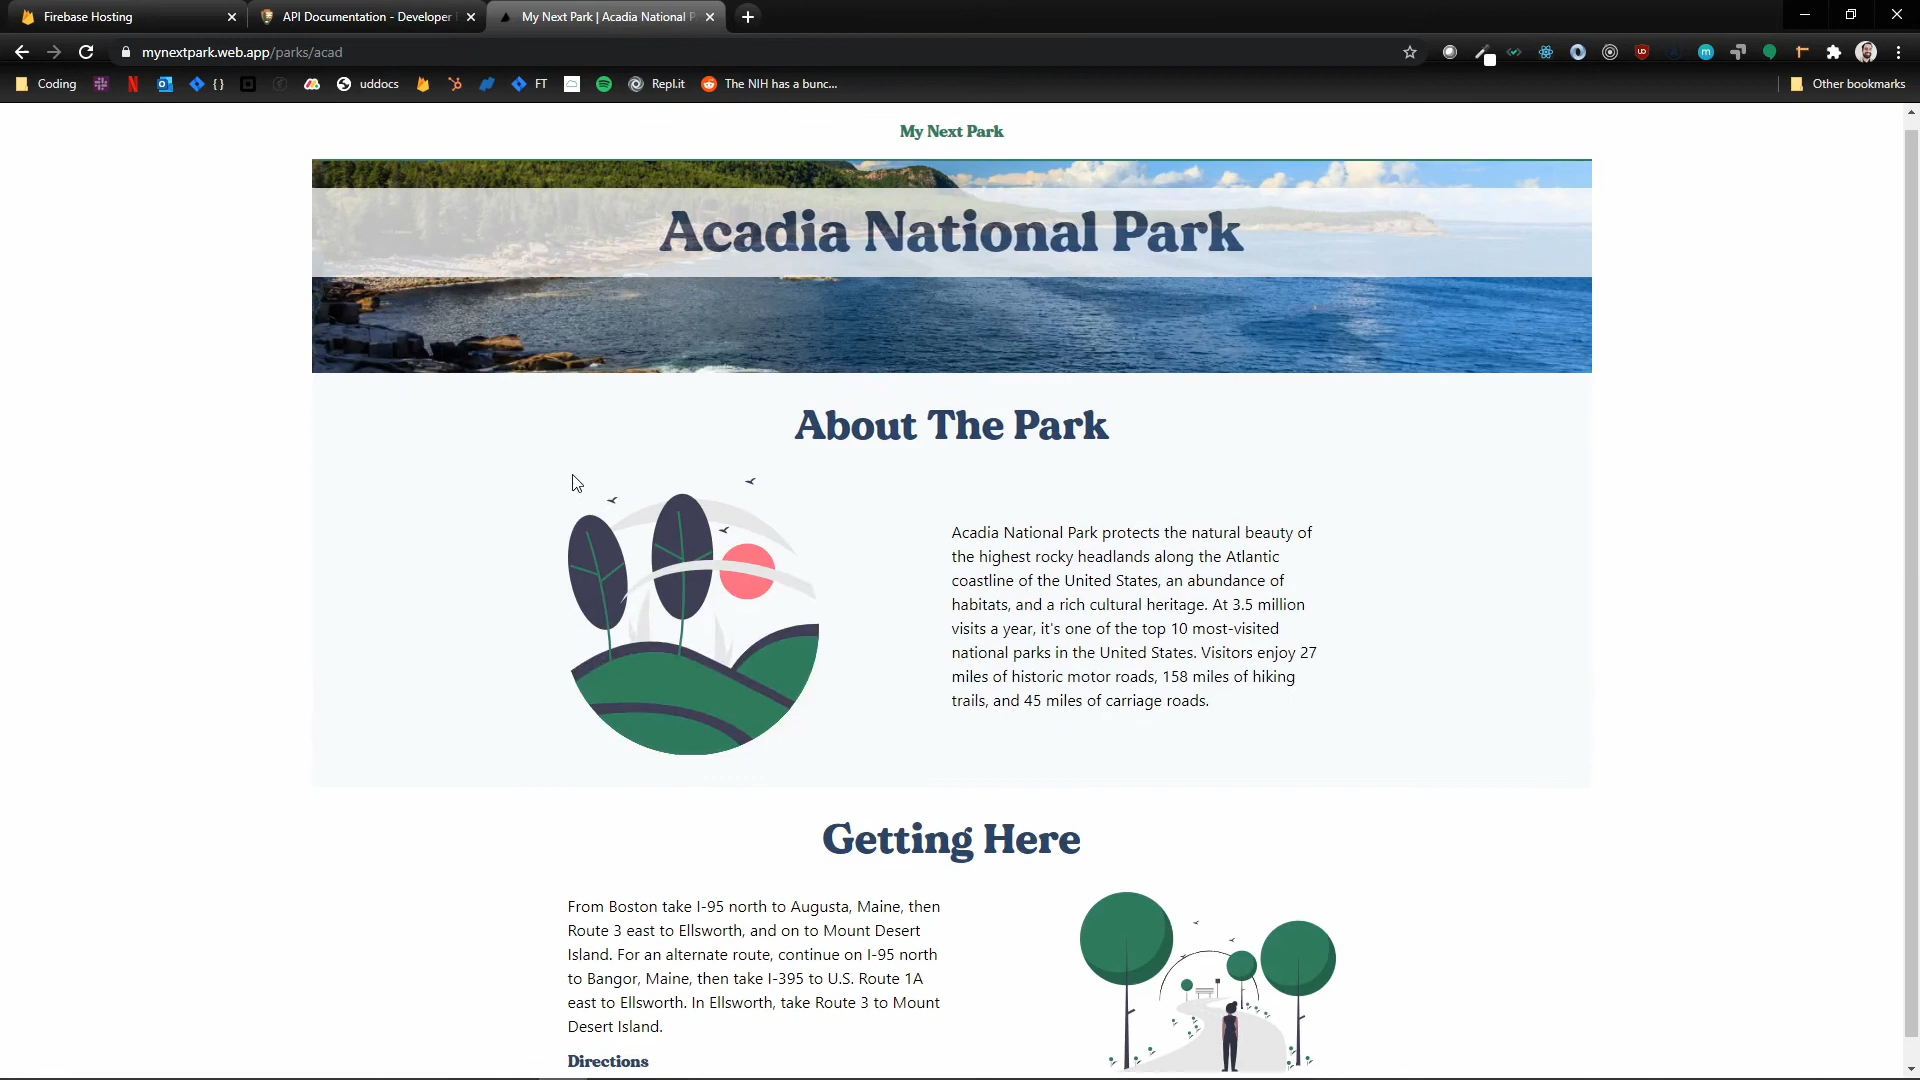 Firebase Hosting
API Documentation - Developer
My Next Park | Acadia National P
mynextpark.web.app/parks/acad
Coding
{ }
uddocs
FT
Repl.it
The NIH has a bunc...
Other bookmarks
My Next Park
Acadia National Park
About The Park
Acadia National Park protects the natural beauty of
the highest rocky headlands along the Atlantic
coastline of the United States, an abundance of
habitats, and a rich cultural heritage. At 3.5 million
visits a year, it's one of the top 10 most-visited
national parks in the United States. Visitors enjoy 27
miles of historic motor roads, 158 miles of hiking
trails, and 45 miles of carriage roads.
Getting Here
From Boston take I-95 north to Augusta, Maine, then
Route 3 east to Ellsworth, and on to Mount Desert
Island. For an alternate route, continue on I-95 north
to Bangor, Maine, then take I-395 to U.S. Route 1A
east to Ellsworth. In Ellsworth, take Route 3 to Mount
Desert Island.
Directions